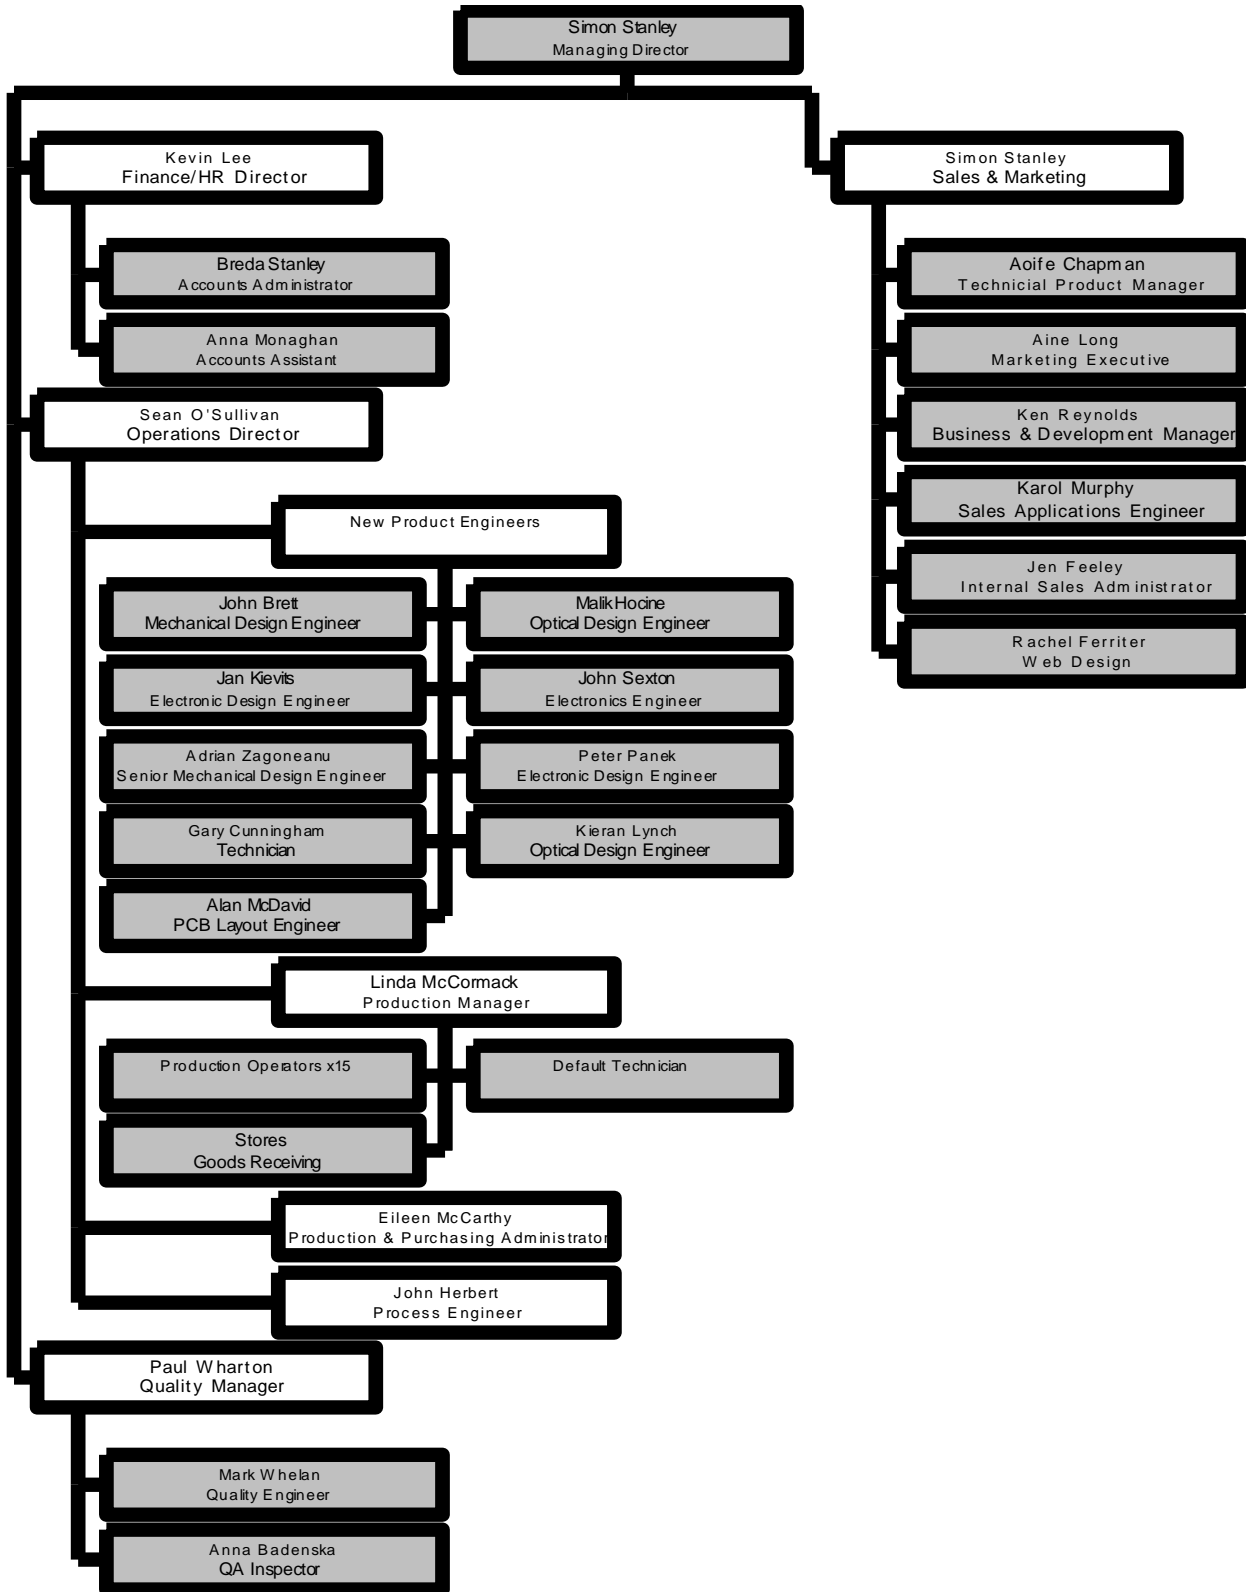 Simon Stanley
Managing Director
Kevin Lee
Finance/HR Director
Simon Stanley
Sales & Marketing
Breda Stanley
Accounts Administrator
Anna Monaghan
Accounts Assistant
Aoife Chapman
Technicial Product Manager
Aine Long
Marketing Executive
Ken Reynolds
Business & Development Manager
Karol Murphy
Sales Applications Engineer
Jen Feeley
Internal Sales Administrator
Rachel Ferriter
Web Design
Sean O'Sullivan
Operations Director
New Product Engineers
John Brett
Mechanical Design Engineer
Malik Hocine
Optical Design Engineer
Jan Kievits
Electronic Design Engineer
John Sexton
Electronics Engineer
Adrian Zagoneanu
Senior Mechanical Design Engineer
Peter Panek
Electronic Design Engineer
Gary Cunningham
Technician
Kieran Lynch
Optical Design Engineer
Alan McDavid
PCB Layout Engineer
Linda McCormack
Production Manager
Production Operators x15
Default Technician
Stores
Goods Receiving
Eileen McCarthy
Production & Purchasing Administrator
John Herbert
Process Engineer
Paul Wharton
Quality Manager
Mark Whelan
Quality Engineer
Anna Badenska
QA Inspector